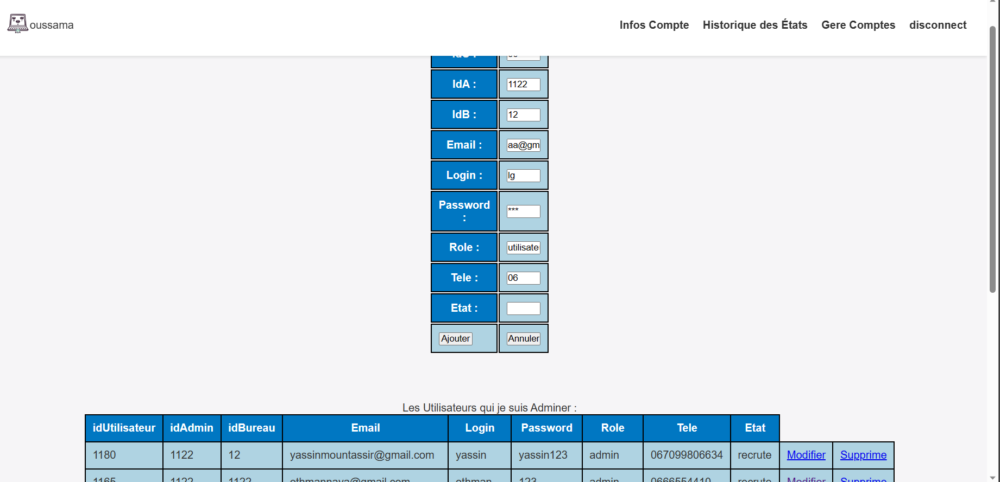 oussama
Infos Compte Historique des États Gere Comptes disconnect
IdA : 1122
IdB : 12
Email : aa@gm
Login : lg
Password : ***
Role : utilisate
Tele : 06
Etat :
Ajouter Annuler
Les Utilisateurs qui je suis Adminer :
idUtilisateur idAdmin idBureau Email Login Password Role Tele Etat
1180 1122 12 yassinmountassir@gmail.com yassin yassin123 admin 067099806634 recrute Modifier Supprime
1165 1122 1122 othmannaya@gmail.com othman 123 admin 0666554410 recrute Modifier Supprime